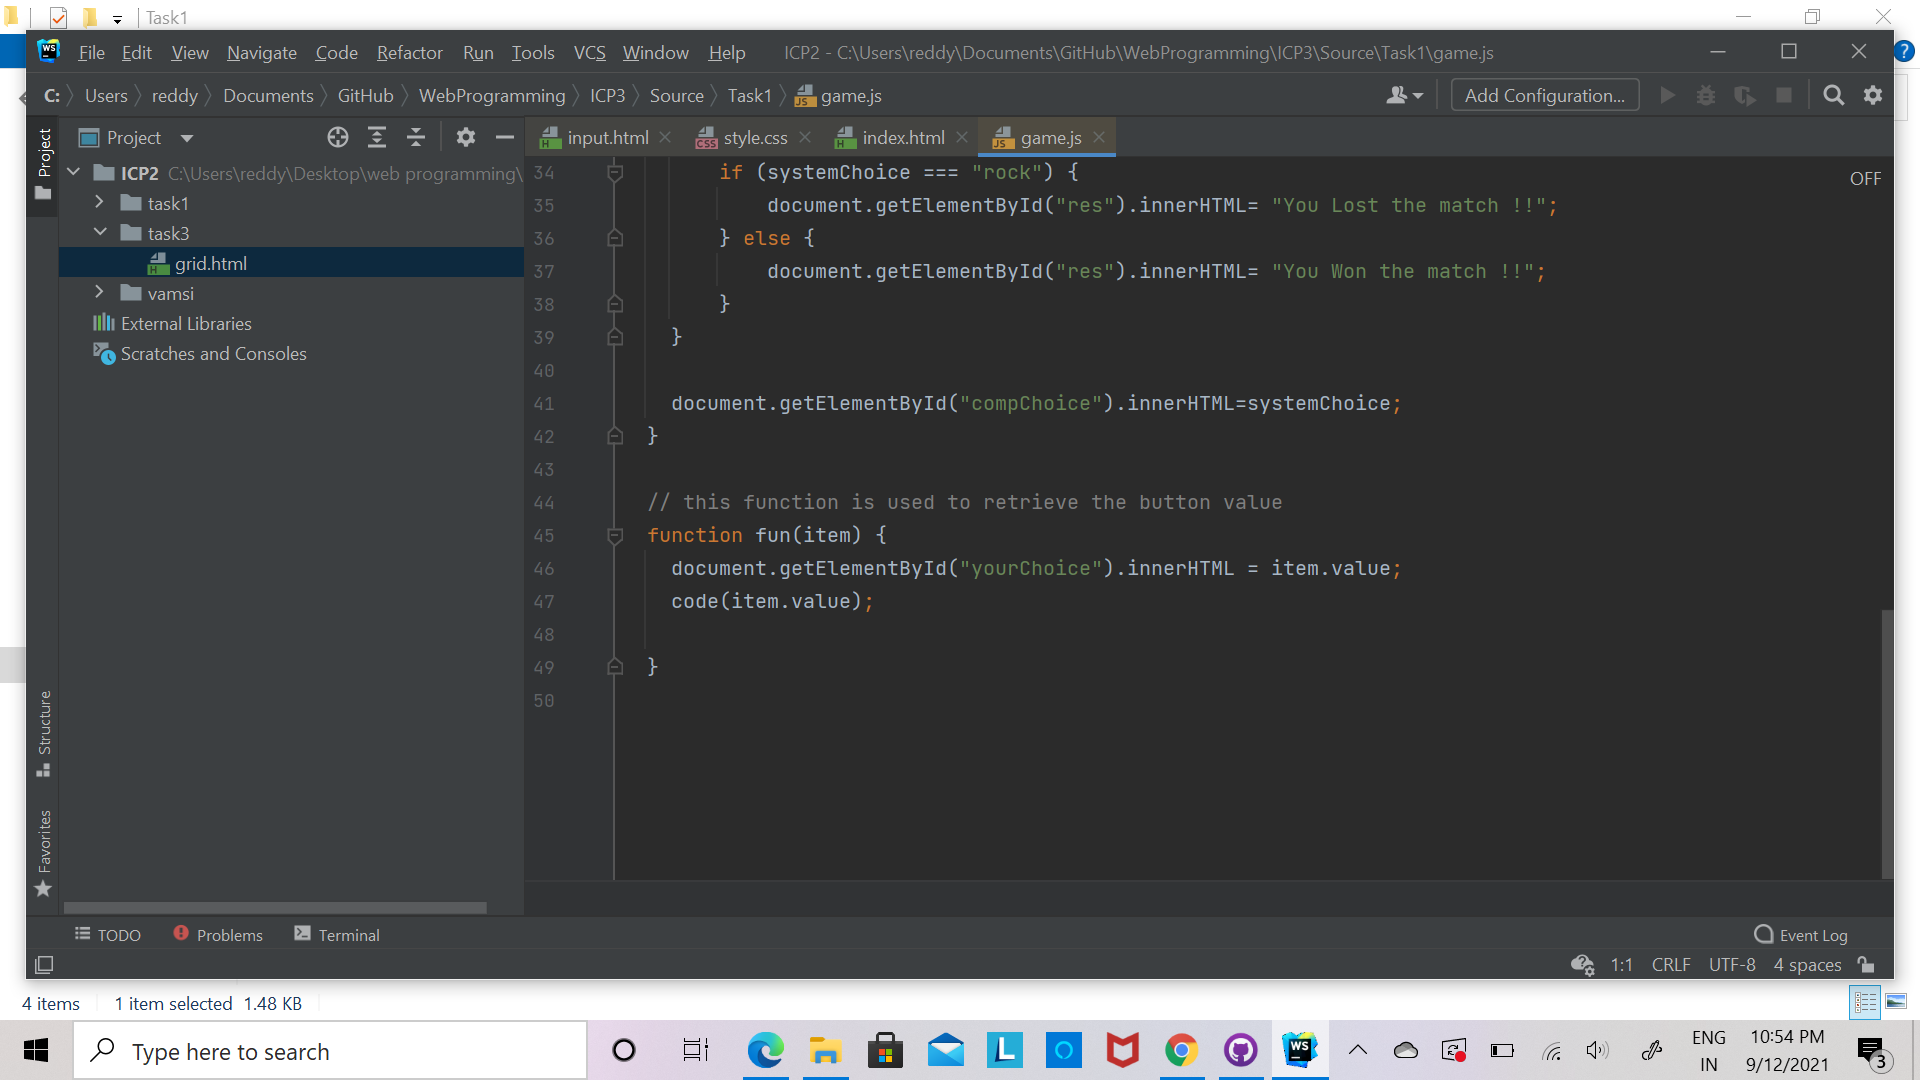 Task1
File Edit View Navigate Code Refactor Run Tools VCS Window Help ICP2 - C:\Users\reddy\Documents\GitHub\WebProgramming\ICP3\Source\Task1\game.js
C: Users reddy Documents GitHub WebProgramming ICP3 Source Task1 game.js Add Configuration...
Project input.html style.css index.html game.js
Project
ICP2 C:\Users\reddy\Desktop\web programming\
task1
task3
grid.html
vamsi
External Libraries
Scratches and Consoles
Structure
Favorites
OFF
34 if (systemChoice === "rock") {
35 document.getElementById("res").innerHTML= "You Lost the match !!";
36 } else {
37 document.getElementById("res").innerHTML= "You Won the match !!";
38 }
39 }
40
41 document.getElementById("compChoice").innerHTML=systemChoice;
42 }
43
44 // this function is used to retrieve the button value
45 function fun(item) {
46 document.getElementById("yourChoice").innerHTML = item.value;
47 code(item.value);
48
49 }
50
TODO Problems Terminal Event Log
1:1 CRLF UTF-8 4 spaces
4 items 1 item selected 1.48 KB
Type here to search
ENG
IN
10:54 PM
9/12/2021
3